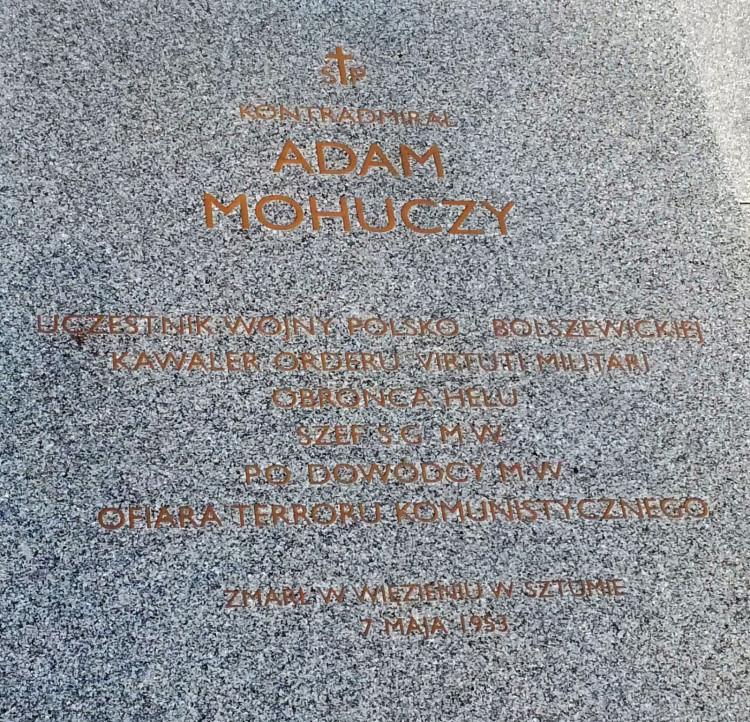 Ś†P
KONTRADMIRAŁ
ADAM
MOHUCZY
UCZESTNIK WOJNY POLSKO BOLSZEWICKIEJ
KAWALER ORDERU VIRTUTI MILITARI
OBROŃCA HELU
SZEF S.G. M.W.
P.O. DOWÓDCY M.W.
OFIARA TERRORU KOMUNISTYCZNEGO
ZMARŁ W WIĘZIENIU W SZTUMIE
7 MAJA 1953